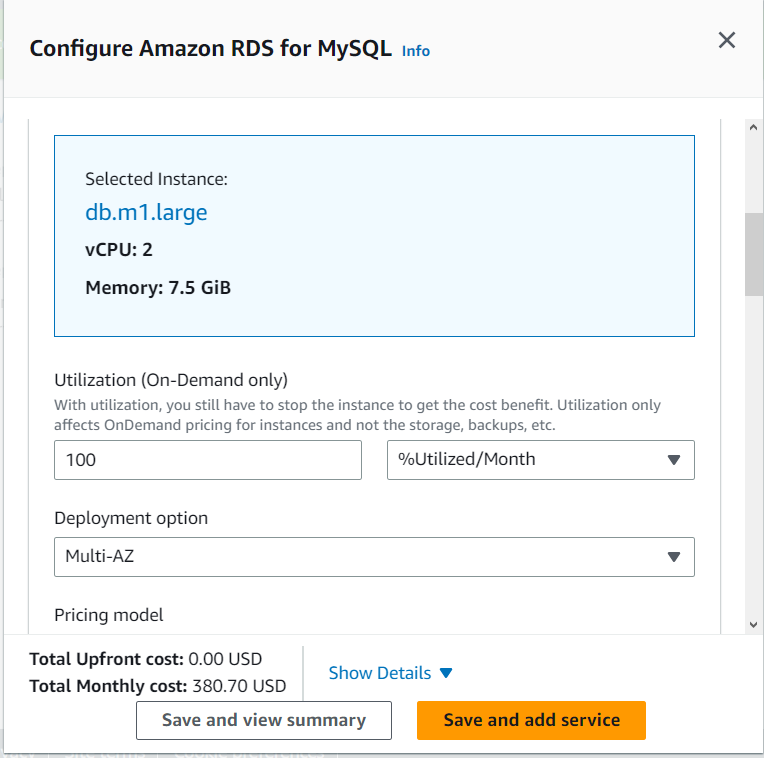 Configure Amazon RDS for MySQL Info
Selected Instance:
db.m1.large
vCPU: 2
Memory: 7.5 GiB
Utilization (On-Demand only)
With utilization, you still have to stop the instance to get the cost benefit. Utilization only
affects OnDemand pricing for instances and not the storage, backups, etc.
100 %Utilized/Month
Deployment option
Multi-AZ
Pricing model
Total Upfront cost: 0.00 USD
Total Monthly cost: 380.70 USD
Show Details
Save and view summary Save and add service